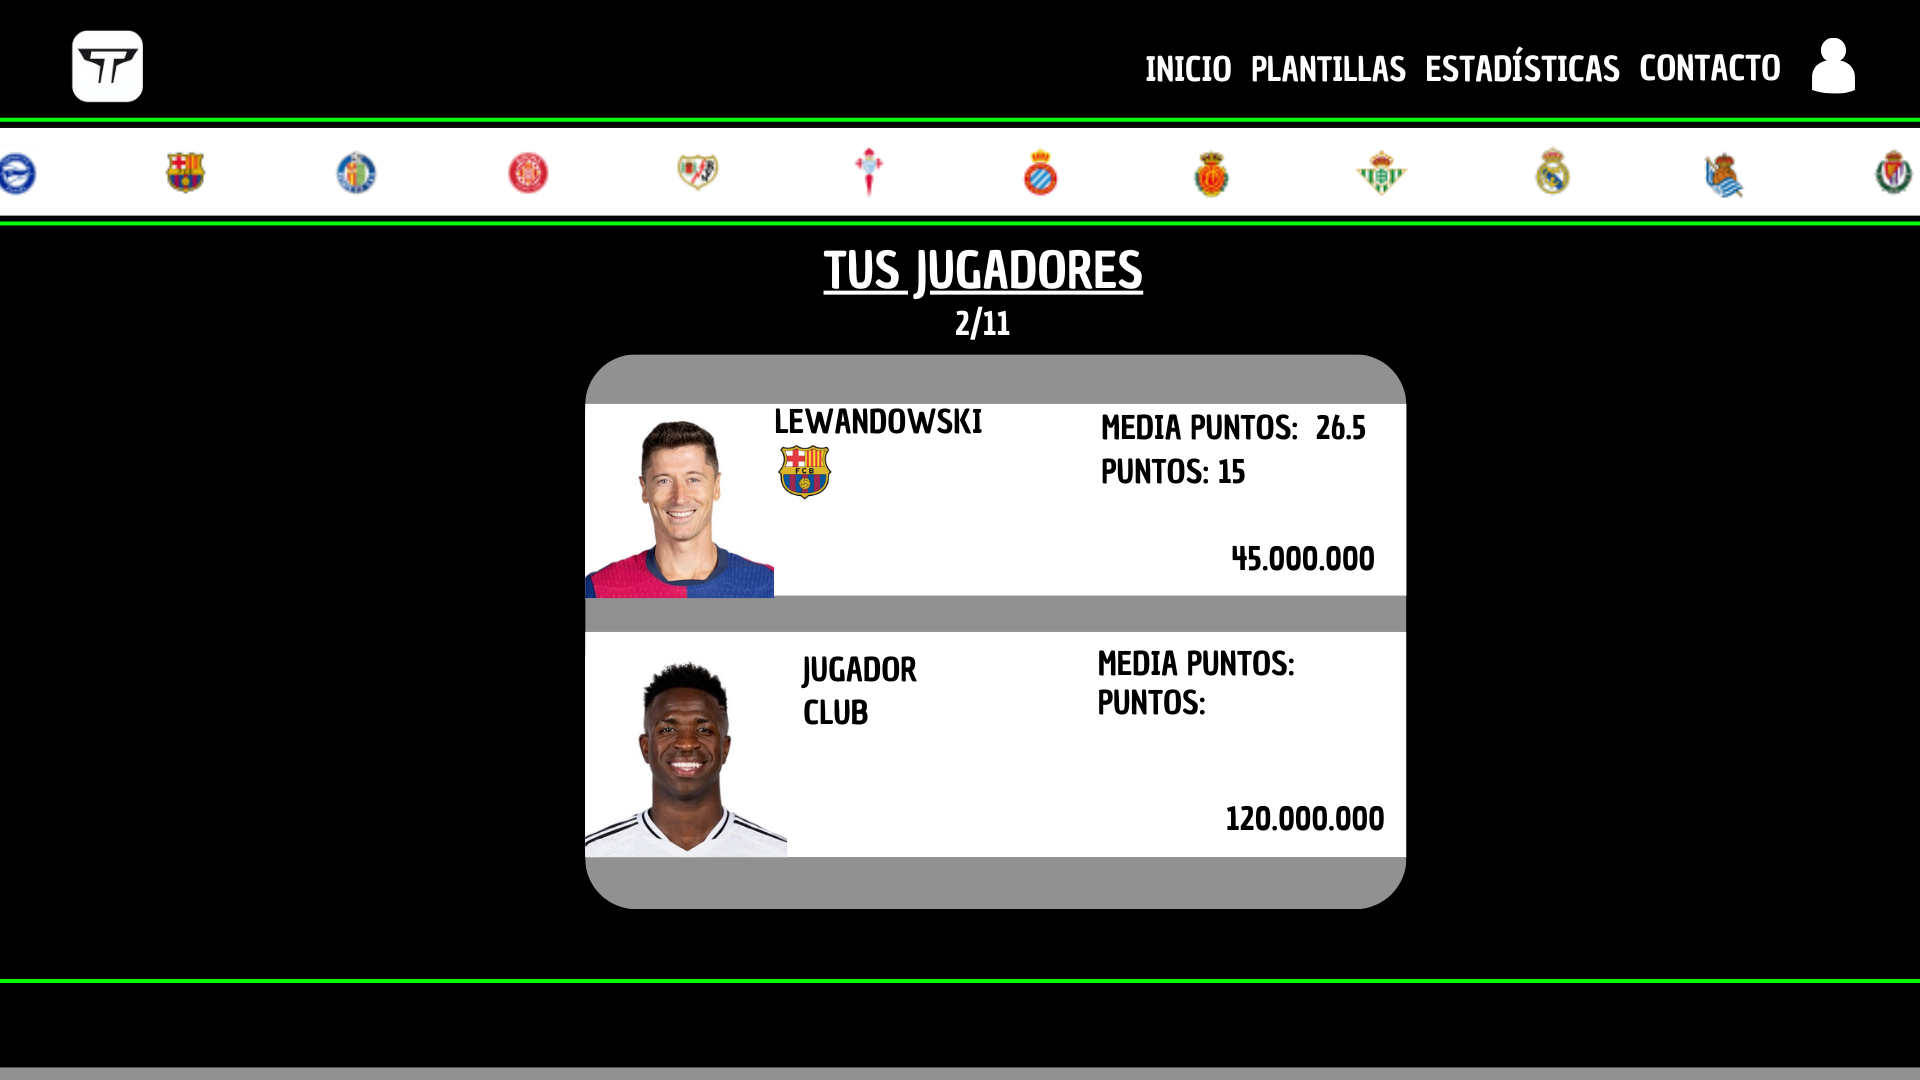 INICIO PLANTILLAS ESTADÍSTICAS CONTACTO
TUS JUGADORES
2/11
LEWANDOWSKI
FCB
MEDIA PUNTOS: 26.5
PUNTOS: 15
45.000.000
JUGADOR
CLUB
MEDIA PUNTOS:
PUNTOS:
120.000.000